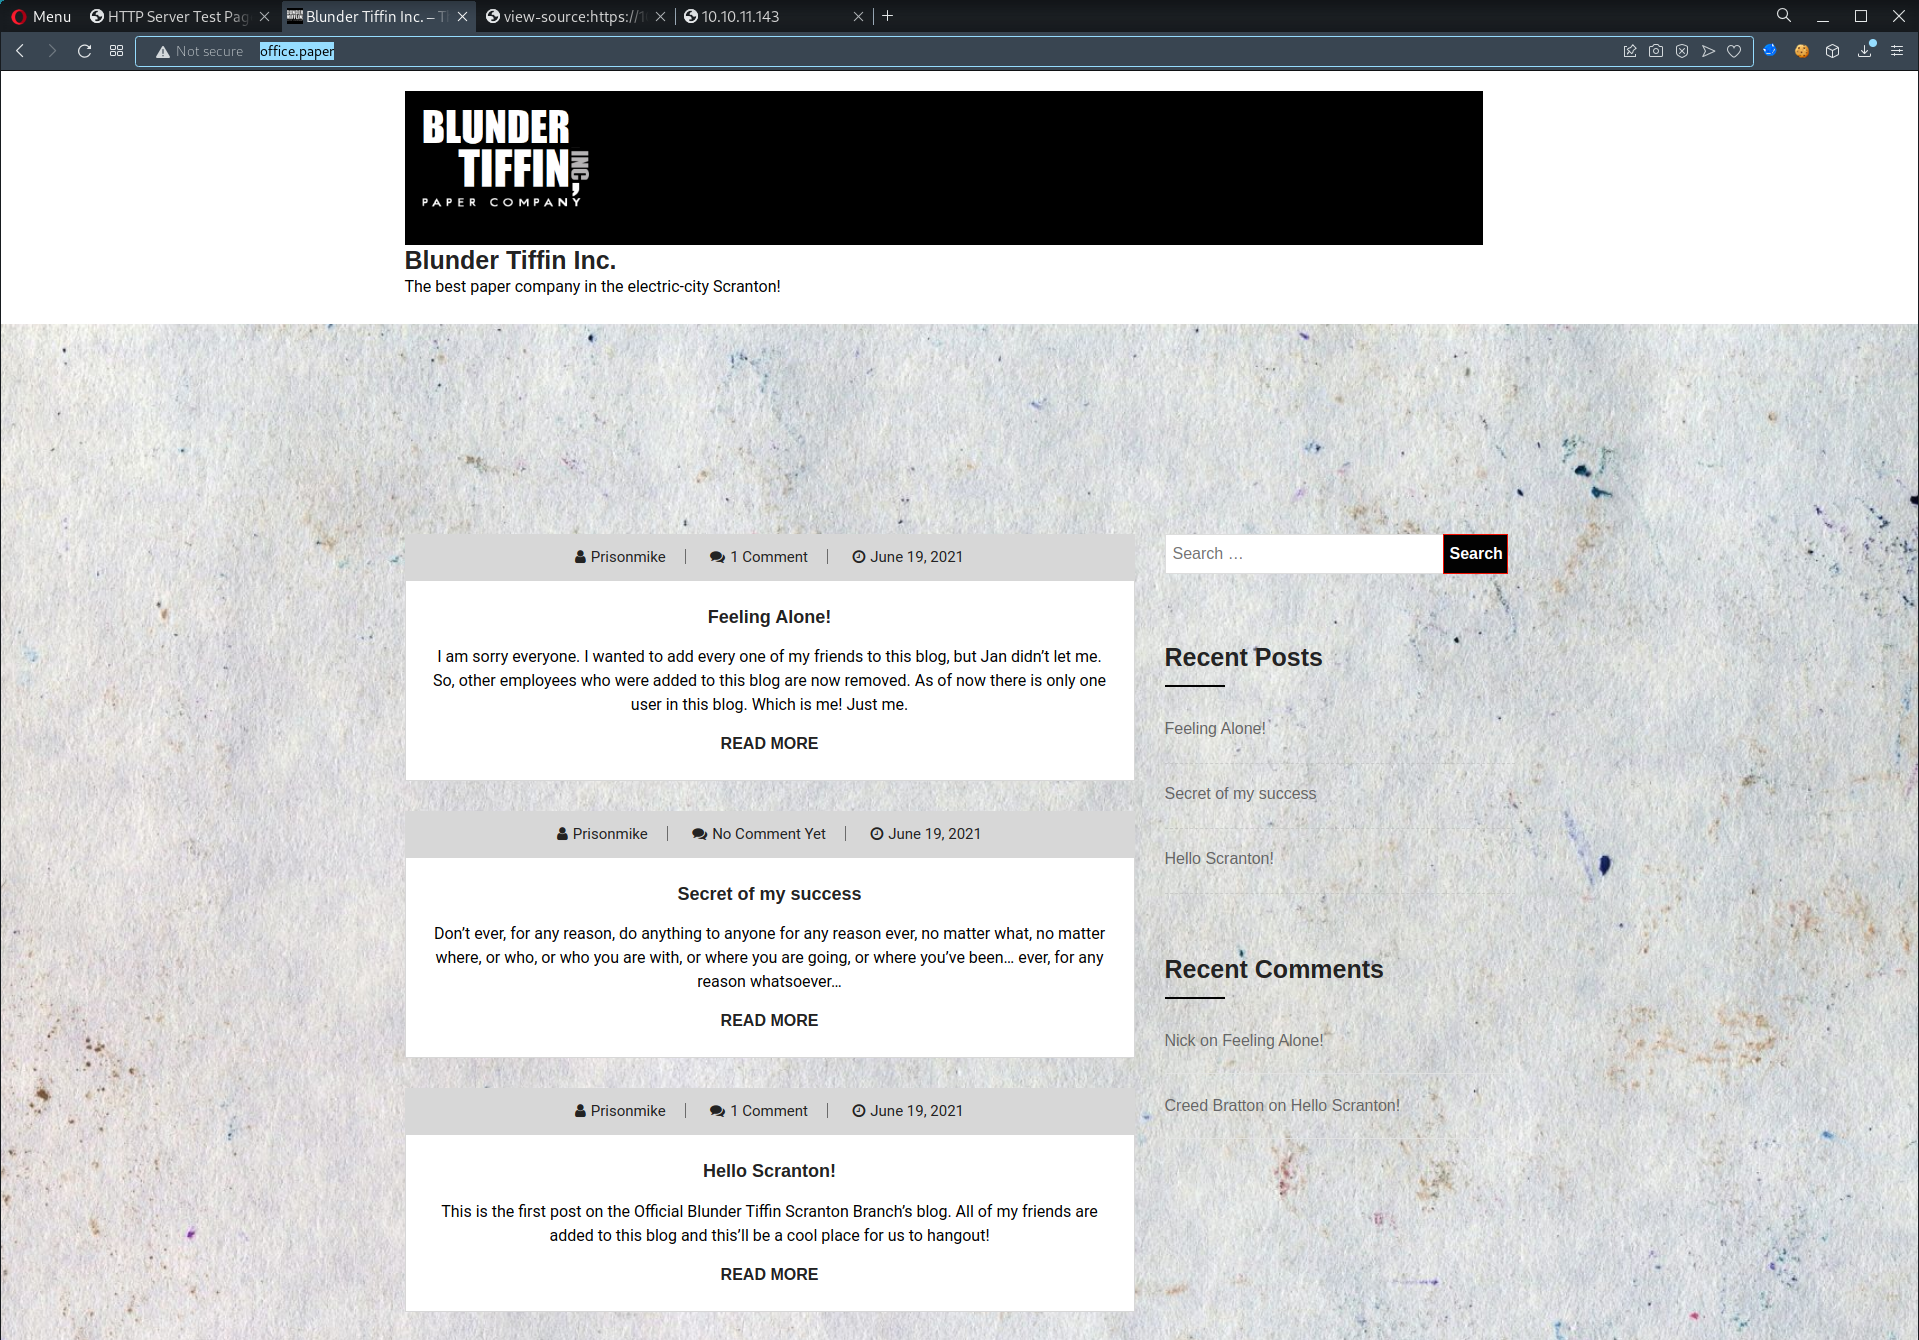 Menu
HTTP Server Test Pag
Blunder Tiffin Inc. – T
view-source:https://1
10.10.11.143
Not secure
office.paper
BLUNDER
TIFFIN,
INC
PAPER COMPANY
Blunder Tiffin Inc.
The best paper company in the electric-city Scranton!
Prisonmike
1 Comment
June 19, 2021
Feeling Alone!
I am sorry everyone. I wanted to add every one of my friends to this blog, but Jan didn’t let me.
So, other employees who were added to this blog are now removed. As of now there is only one
user in this blog. Which is me! Just me.
READ MORE
Prisonmike
No Comment Yet
June 19, 2021
Secret of my success
Don’t ever, for any reason, do anything to anyone for any reason ever, no matter what, no matter
where, or who, or who you are with, or where you are going, or where you’ve been… ever, for any
reason whatsoever…
READ MORE
Prisonmike
1 Comment
June 19, 2021
Hello Scranton!
This is the first post on the Official Blunder Tiffin Scranton Branch’s blog. All of my friends are
added to this blog and this’ll be a cool place for us to hangout!
READ MORE
Search …
Search
Recent Posts
Feeling Alone!
Secret of my success
Hello Scranton!
Recent Comments
Nick on Feeling Alone!
Creed Bratton on Hello Scranton!